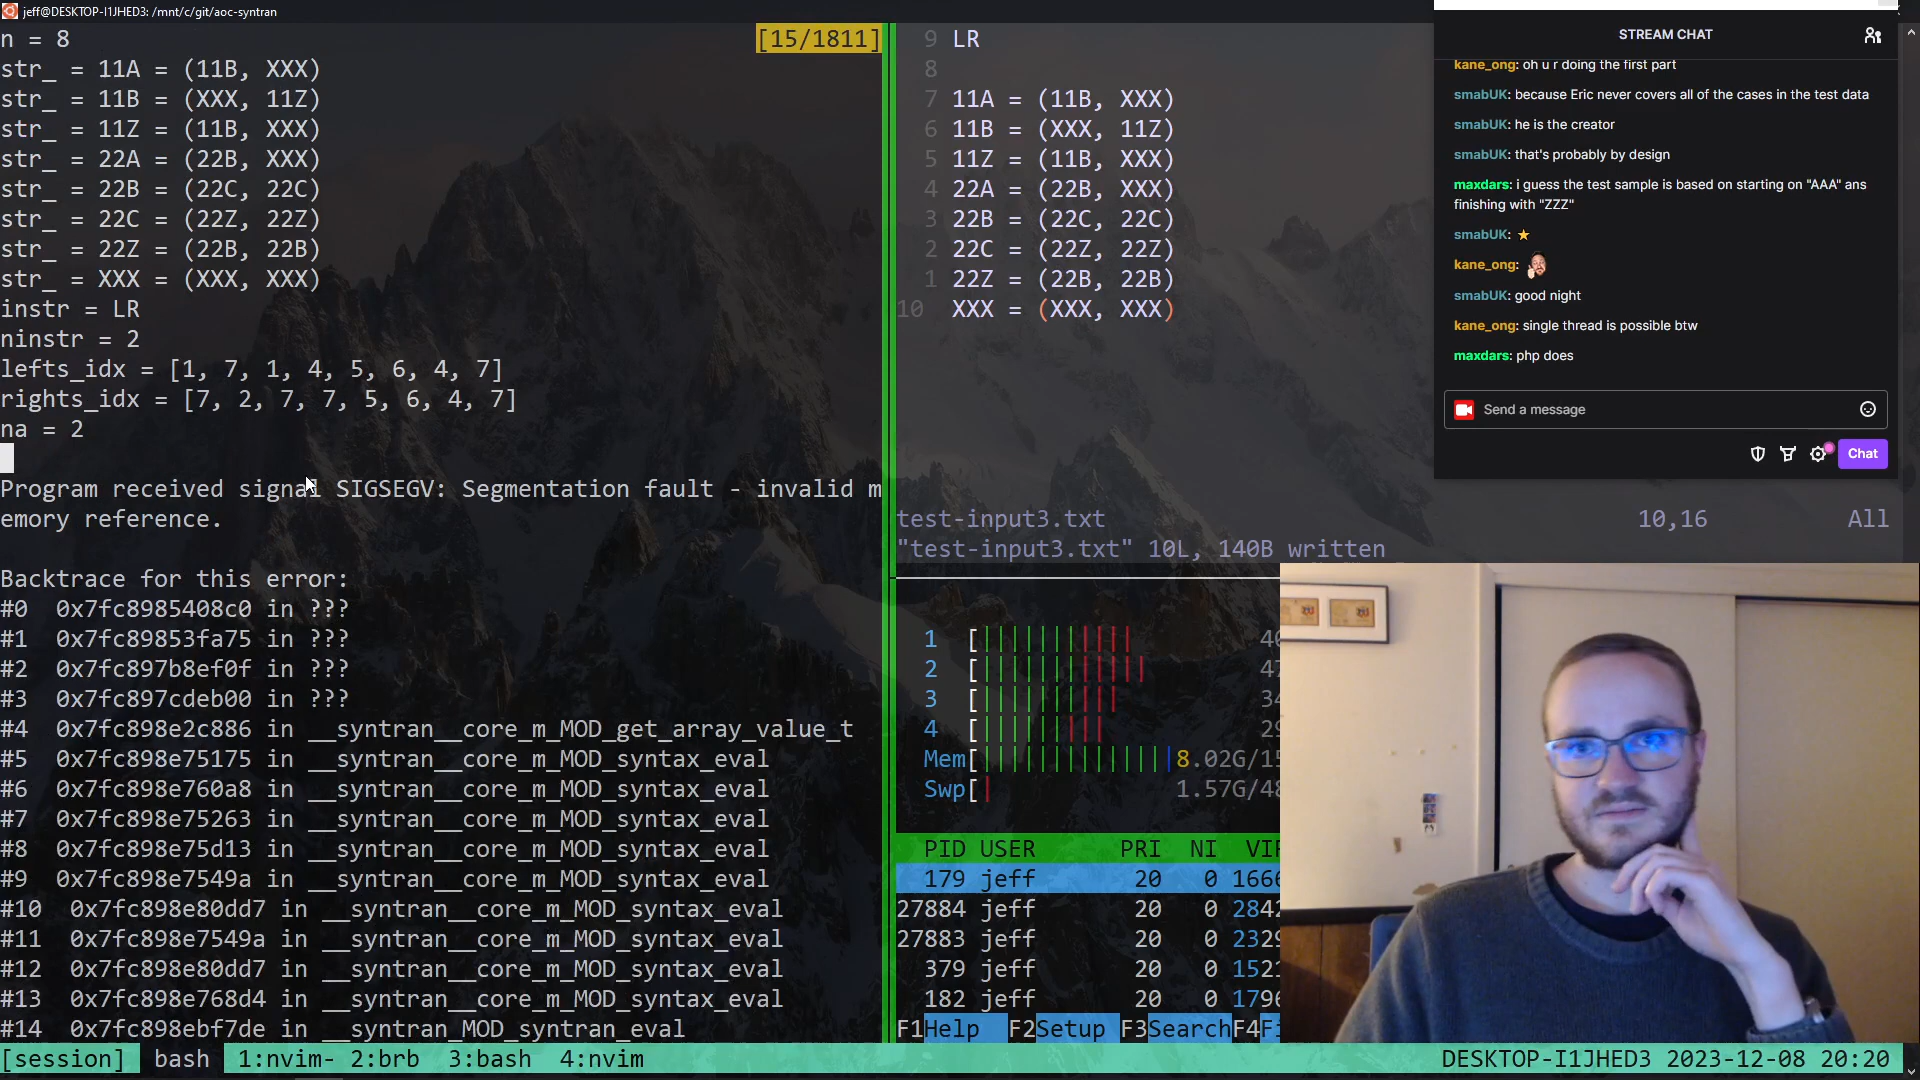 jeff@DESKTOP-I1JHED3: /mnt/c/git/aoc-syntran
n = 8
[15/1811]
str_ = 11A = (11B, XXX)
str_ = 11B = (XXX, 11Z)
str_ = 11Z = (11B, XXX)
str_ = 22A = (22B, XXX)
str_ = 22B = (22C, 22C)
str_ = 22C = (22Z, 22Z)
str_ = 22Z = (22B, 22B)
str_ = XXX = (XXX, XXX)
instr = LR
ninstr = 2
lefts_idx = [1, 7, 1, 4, 5, 6, 4, 7]
rights_idx = [7, 2, 7, 7, 5, 6, 4, 7]
na = 2
Program received signal SIGSEGV: Segmentation fault - invalid m
emory reference.
Backtrace for this error:
#0 0x7fc8985408c0 in ???
#1 0x7fc89853fa75 in ???
#2 0x7fc897b8ef0f in ???
#3 0x7fc897cdeb00 in ???
#4 0x7fc898e2c886 in __syntran__core_m_MOD_get_array_value_t
#5 0x7fc898e75175 in __syntran__core_m_MOD_syntax_eval
#6 0x7fc898e760a8 in __syntran__core_m_MOD_syntax_eval
#7 0x7fc898e75263 in __syntran__core_m_MOD_syntax_eval
#8 0x7fc898e75d13 in __syntran__core_m_MOD_syntax_eval
#9 0x7fc898e7549a in __syntran__core_m_MOD_syntax_eval
#10 0x7fc898e80dd7 in __syntran__core_m_MOD_syntax_eval
#11 0x7fc898e7549a in __syntran__core_m_MOD_syntax_eval
#12 0x7fc898e80dd7 in __syntran__core_m_MOD_syntax_eval
#13 0x7fc898e768d4 in __syntran__core_m_MOD_syntax_eval
#14 0x7fc898ebf7de in __syntran_MOD_syntran_eval
9 LR
8
7 11A = (11B, XXX)
6 11B = (XXX, 11Z)
5 11Z = (11B, XXX)
4 22A = (22B, XXX)
3 22B = (22C, 22C)
2 22C = (22Z, 22Z)
1 22Z = (22B, 22B)
10 XXX = (XXX, XXX)
test-input3.txt 10,16 All
"test-input3.txt" 10L, 140B written
1 [ 40
2 [ 47
3 [ 34
4 [ 29
Mem[ 8.02G/15
Swp[ 1.57G/48
PID USER PRI NI VIR
179 jeff 20 0 1666
27884 jeff 20 0 2842
27883 jeff 20 0 2329
379 jeff 20 0 1521
182 jeff 20 0 1796
F1Help F2Setup F3SearchF4Fi
STREAM CHAT
kane_ong: oh u r doing the first part
smabUK: because Eric never covers all of the cases in the test data
smabUK: he is the creator
smabUK: that's probably by design
maxdars: i guess the test sample is based on starting on "AAA" ans
finishing with "ZZZ"
smabUK:
kane_ong:
smabUK: good night
kane_ong: single thread is possible btw
maxdars: php does
Send a message
Chat
[session] bash 1:nvim- 2:brb 3:bash 4:nvim
DESKTOP-I1JHED3 2023-12-08 20:20